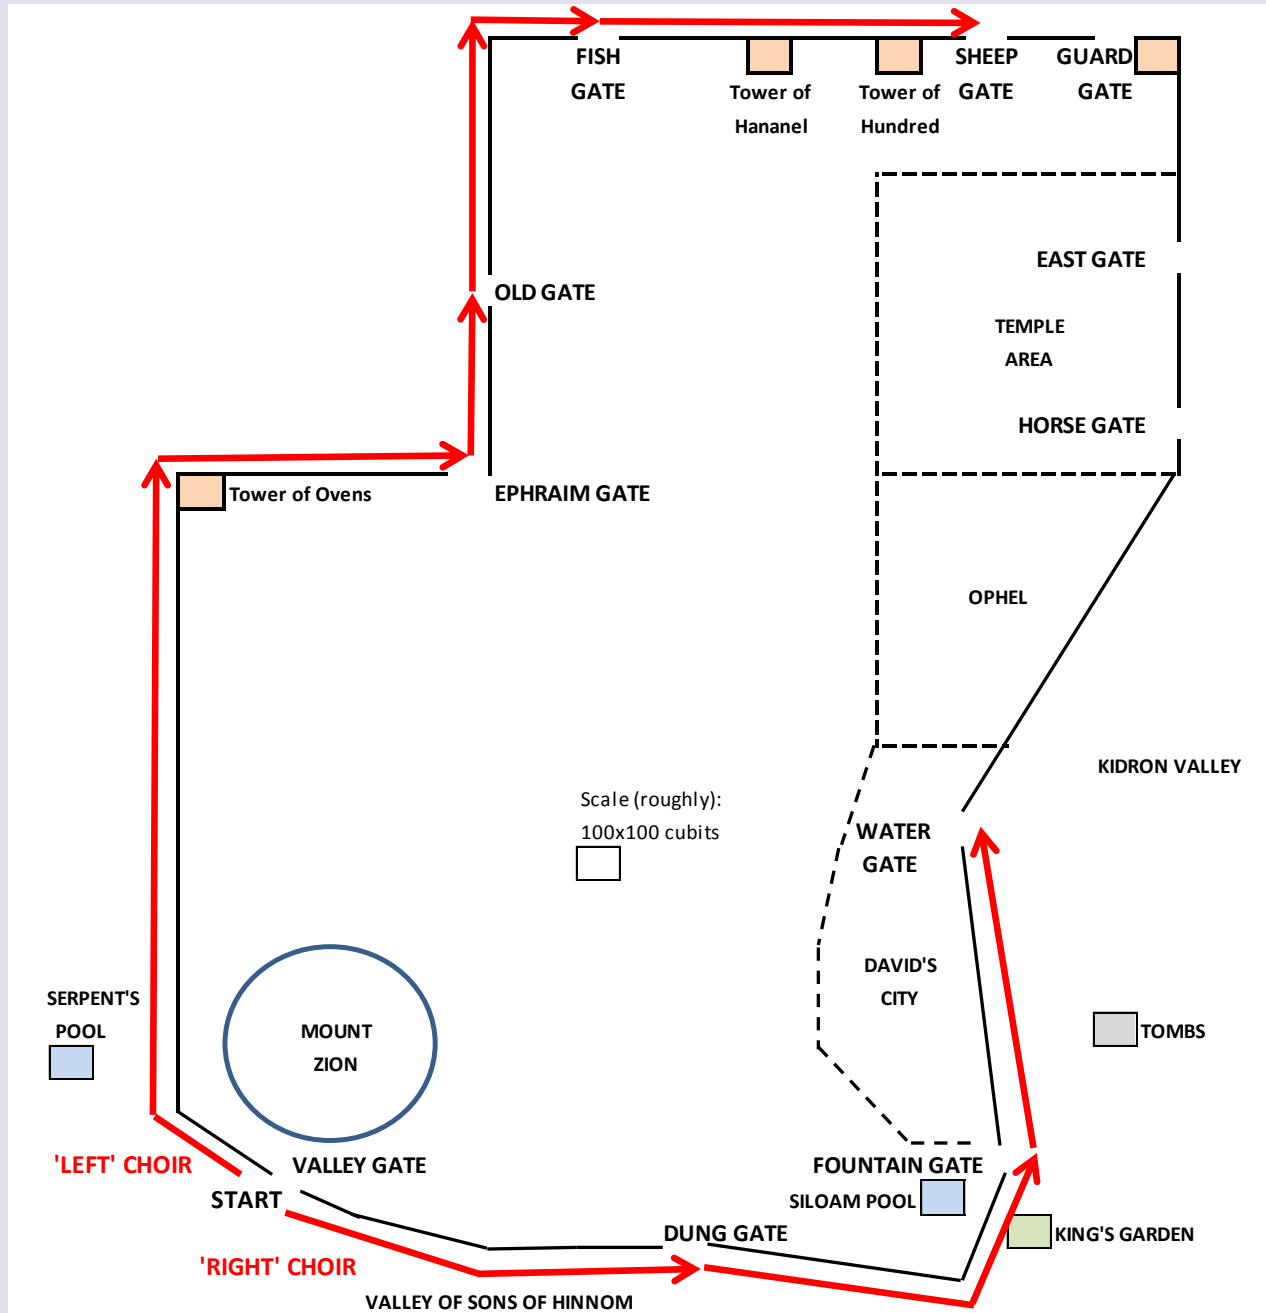 FISH
GATE
SHEEP
GATE
GUARD
GATE
Tower of
Hananel
Tower of
Hundred
EAST GATE
OLD GATE
TEMPLE
AREA
HORSE GATE
Tower of Ovens
EPHRAIM GATE
OPHEL
KIDRON VALLEY
Scale (roughly):
100x100 cubits
WATER
GATE
DAVID'S
CITY
SERPENT'S
POOL
MOUNT
ZION
TOMBS
'LEFT' CHOIR
VALLEY GATE
FOUNTAIN GATE
START
SILOAM POOL
DUNG GATE
KING'S GARDEN
'RIGHT' CHOIR
VALLEY OF SONS OF HINNOM